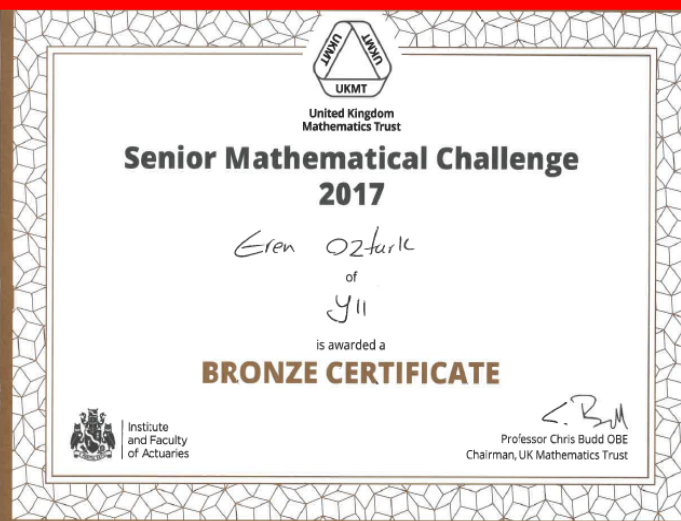 UKMT
UKMT
UKMT
United Kingdom
Mathematics Trust
Senior Mathematical Challenge
2017
Eren Ozturk
of
Y11
is awarded a
BRONZE CERTIFICATE
Institute
and Faculty
of Actuaries
C. Budd
Professor Chris Budd OBE
Chairman, UK Mathematics Trust